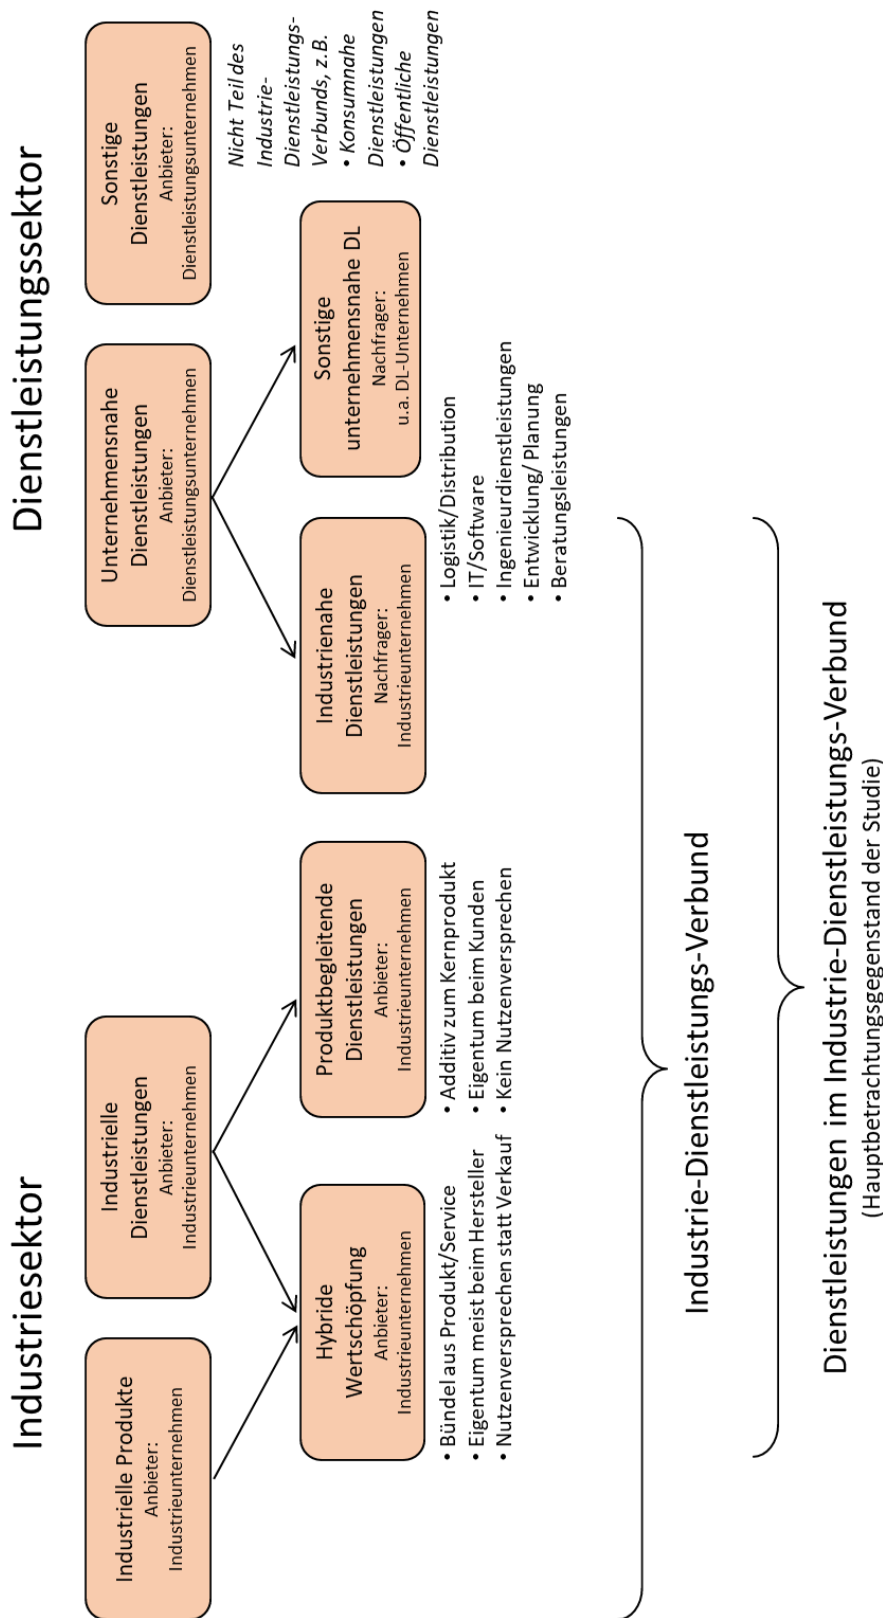 Industriesektor
Dienstleistungssektor
Industrielle Produkte
Anbieter:
Industrieunternehmen
Industrielle
Dienstleistungen
Anbieter:
Industrieunternehmen
Unternehmensnahe
Dienstleistungen
Anbieter:
Dienstleistungsunternehmen
Sonstige
Dienstleistungen
Anbieter:
Dienstleistungsunternehmen
Nicht Teil des
Industrie-
Dienstleistungs-
Verbunds, z.B.
• Konsumnahe
Dienstleistungen
• Öffentliche
Dienstleistungen
Hybride
Wertschöpfung
Anbieter:
Industrieunternehmen
• Bündel aus Produkt/Service
• Eigentum meist beim Hersteller
• Nutzenversprechen statt Verkauf
Produktbegleitende
Dienstleistungen
Anbieter:
Industrieunternehmen
• Additiv zum Kernprodukt
• Eigentum beim Kunden
• Kein Nutzenversprechen
Industrienahe
Dienstleistungen
Nachfrager:
Industrieunternehmen
• Logistik/Distribution
• IT/Software
• Ingenieurdienstleistungen
• Entwicklung/ Planung
• Beratungsleistungen
Sonstige
unternehmensnahe DL
Nachfrager:
u.a. DL-Unternehmen
Industrie-Dienstleistungs-Verbund
Dienstleistungen im Industrie-Dienstleistungs-Verbund
(Hauptbetrachtungsgegenstand der Studie)